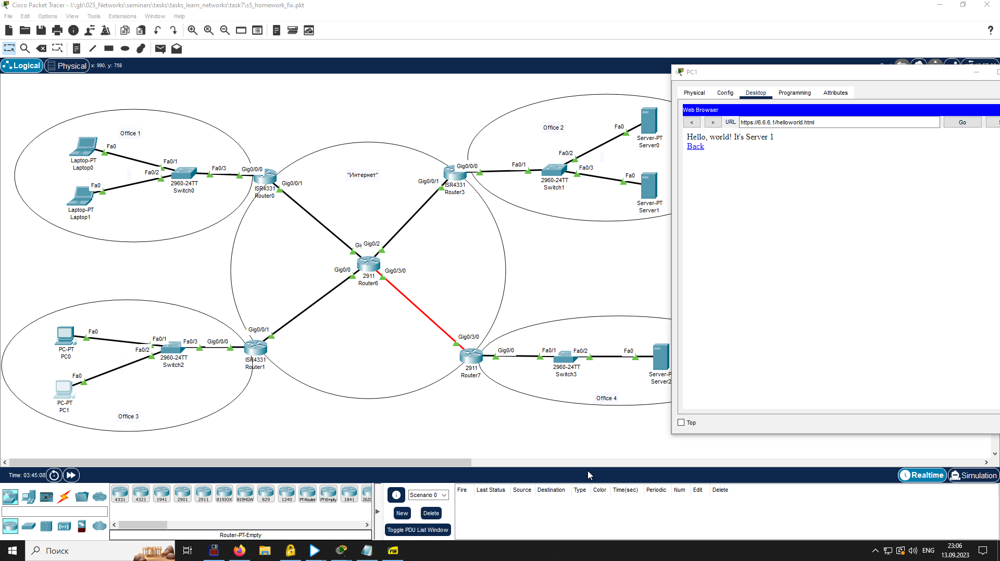 Cisco Packet Tracer - I:\gb\025_Networks\seminars\tasks\tasks_learn_networks\task7\s5_homework_fix.pkt
File Edit Options View Tools Extensions Window Help
Logical Physical x: 990, y: 758
PC1
Physical Config Desktop Programming Attributes
Web Browser
< > URL https://6.6.6.1/helloworld.html Go
Hello, world! It's Server 1
Back
Top
Office 1
Fa0
Laptop-PT
Laptop0
Fa0/1
Fa0/2
Fa0/3
Fa0
2960-24TT
Switch0
Laptop-PT
Laptop1
Gig0/0/0
Gig0/0/1
ISR4331
Router0
"Интернет"
Office 2
Gig0/0/0
Gig0/0/1
ISR4331
Router3
Fa0/1
Fa0/2
Fa0/3
2960-24TT
Switch1
Fa0
Server-PT
Server0
Fa0
Server-PT
Server1
Gig0/2
Gig0/0
Gig0/3/0
2911
Router6
Gig0/0/1
Gig0/0/0
ISR4331
Router1
Fa0
PC-PT
PC0
Fa0/1
Fa0/2
Fa0/3
2960-24TT
Switch2
Fa0
PC-PT
PC1
Office 3
Gig0/3/0
Gig0/0
2911
Router7
Fa0/1
Fa0/2
2960-24TT
Switch3
Fa0
Server-P
Server2
Office 4
Time: 03:45:08
Realtime Simulation
4331 4321 1941 2901 2911 819IOX 819HGW 829 1240 PT-Router PT-Empty 1841 2620
Router-PT-Empty
Scenario 0
New Delete
Toggle PDU List Window
Fire Last Status Source Destination Type Color Time(sec) Periodic Num Edit Delete
Поиск
PDF
ENG
23:06
13.09.2023